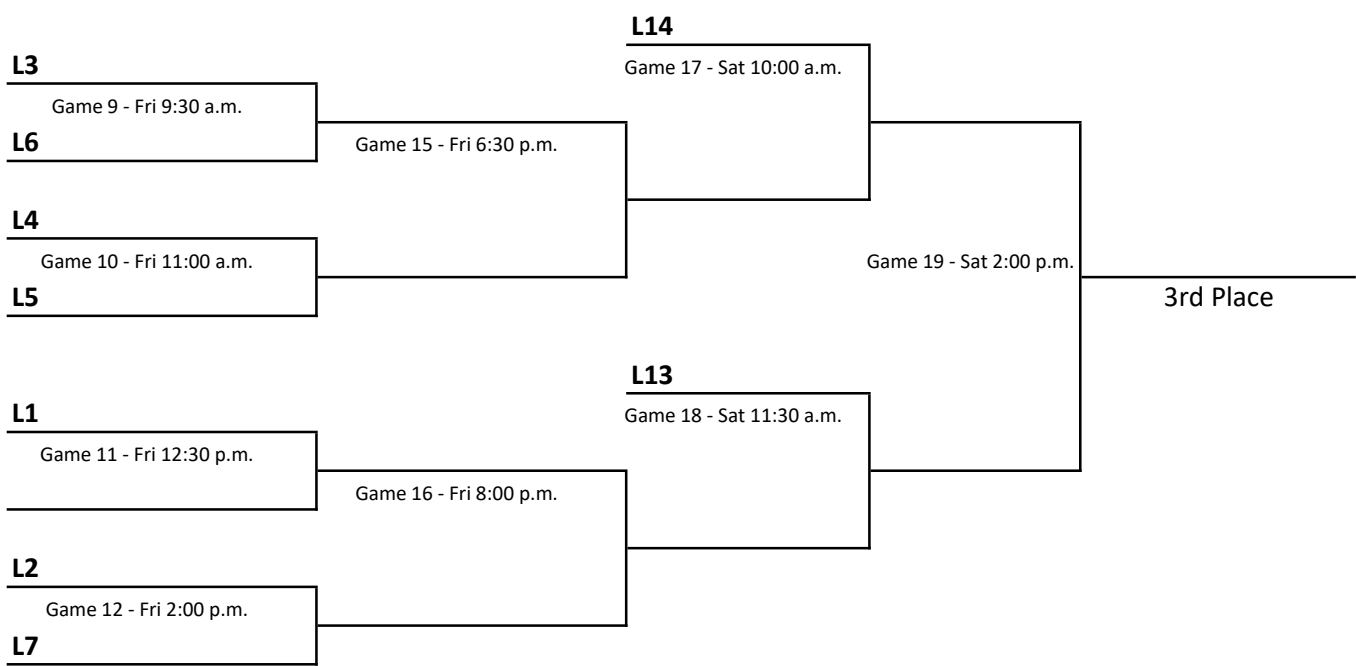 L14
Game 17 - Sat 10:00 a.m.
L3
Game 9 - Fri 9:30 a.m.
L6
Game 15 - Fri 6:30 p.m.
L4
Game 10 - Fri 11:00 a.m.
L5
Game 19 - Sat 2:00 p.m.
3rd Place
L13
Game 18 - Sat 11:30 a.m.
L1
Game 11 - Fri 12:30 p.m.
Game 16 - Fri 8:00 p.m.
L2
Game 12 - Fri 2:00 p.m.
L7